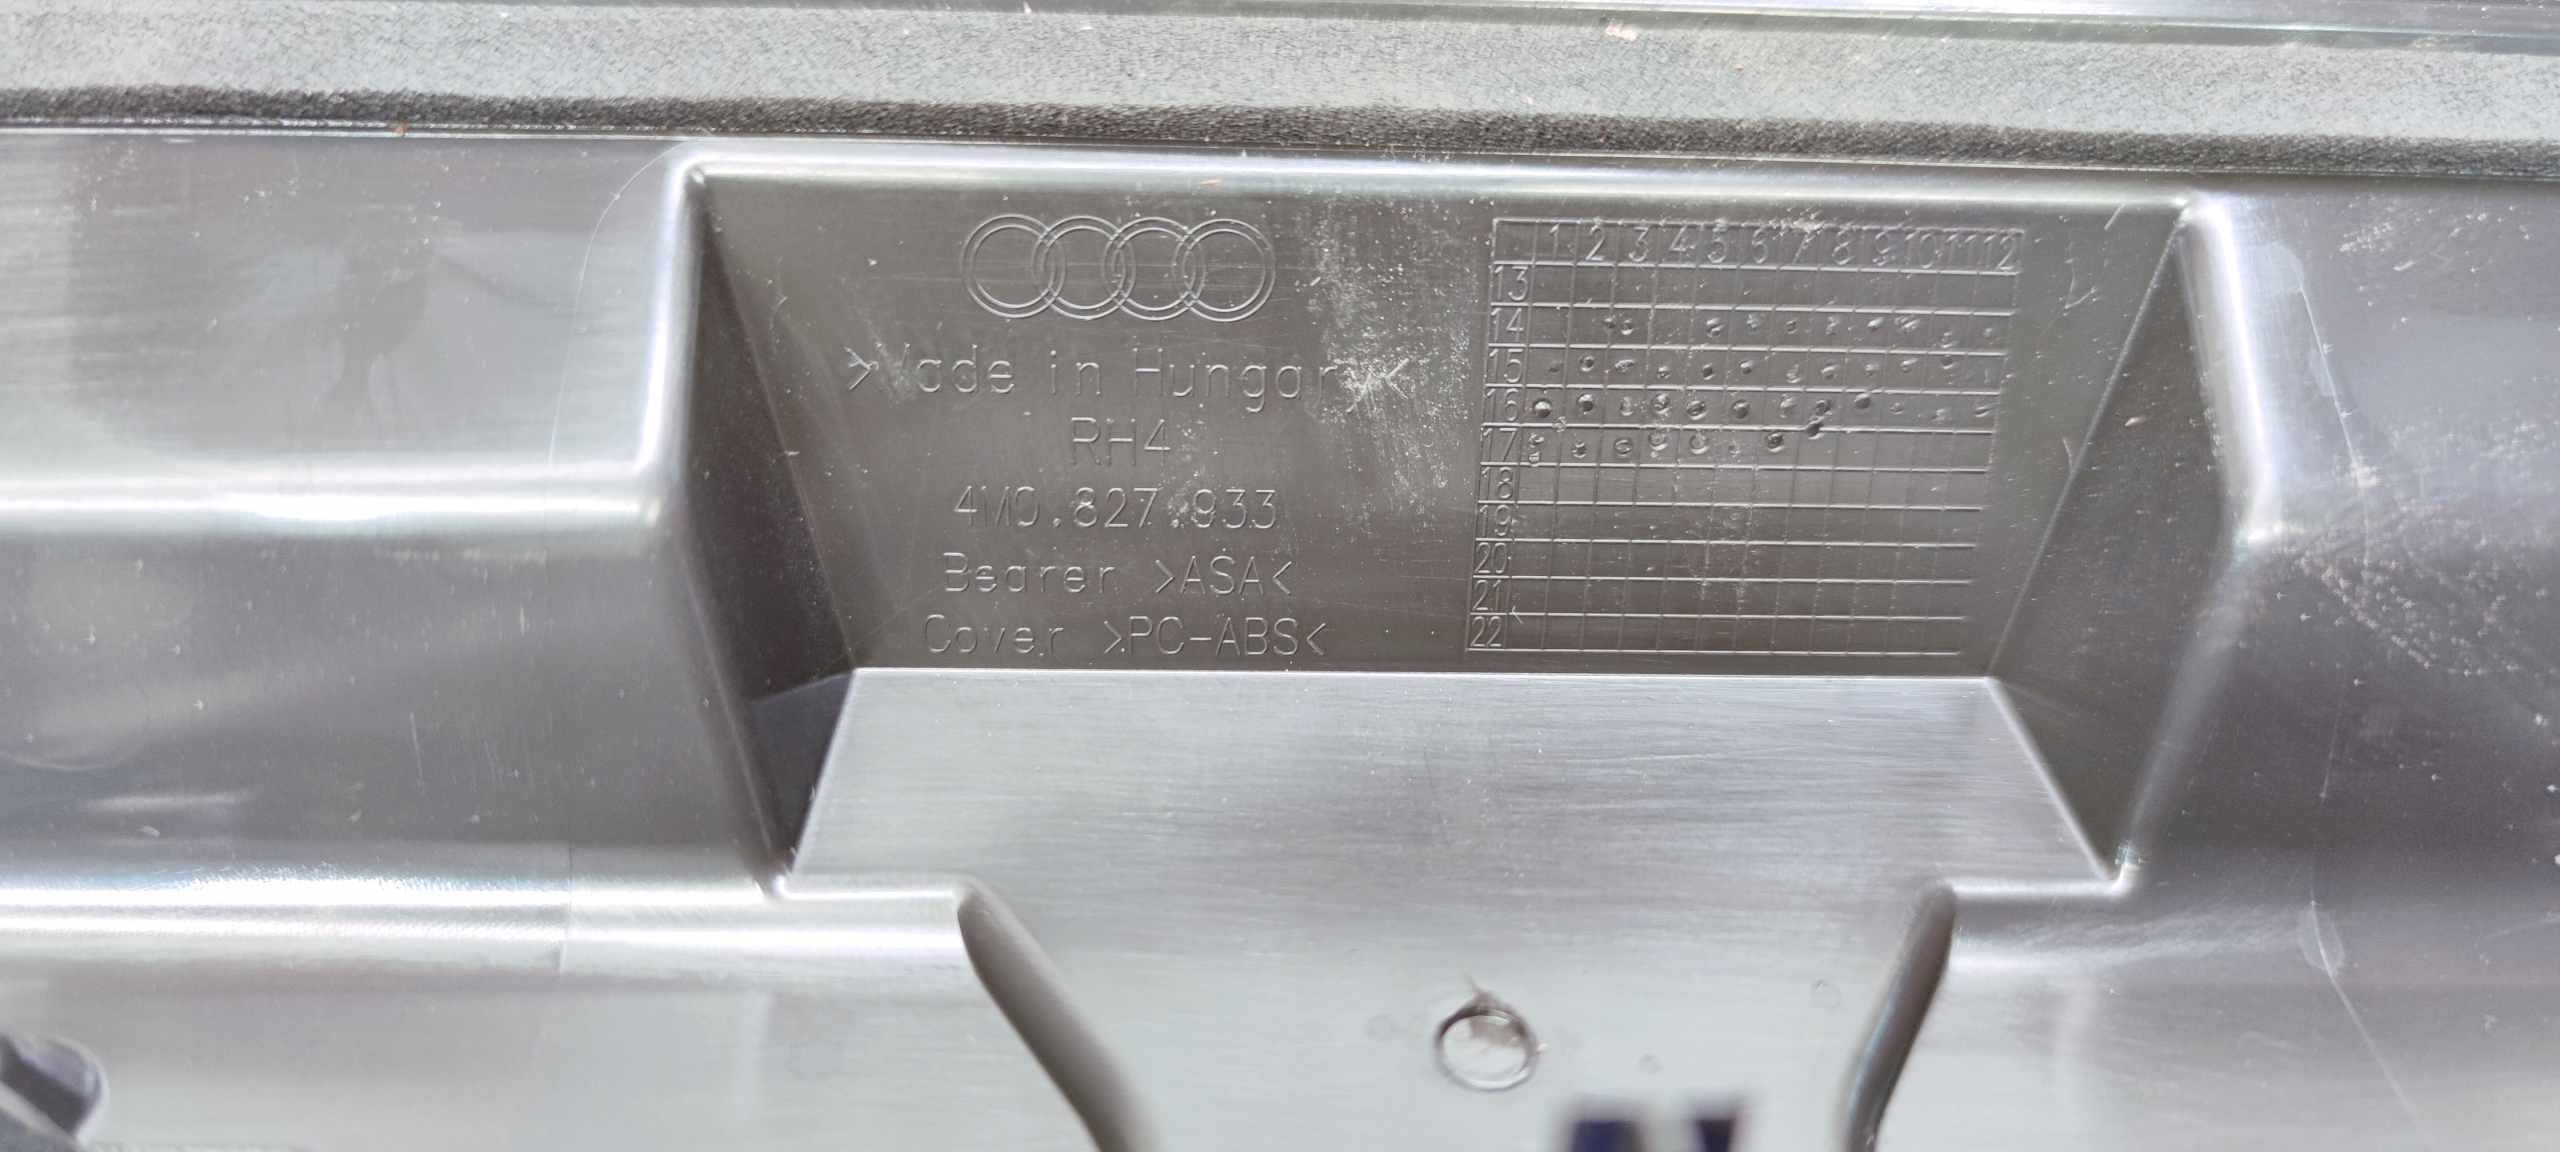 >Made in Hungary<
RH4
4M0.827.933
Bearer >ASA<
Cover >PC-ABS<
1 2 3 4 5 6 7 8 9 10 11 12
13
14
15
16
17
18
19
20
21
22